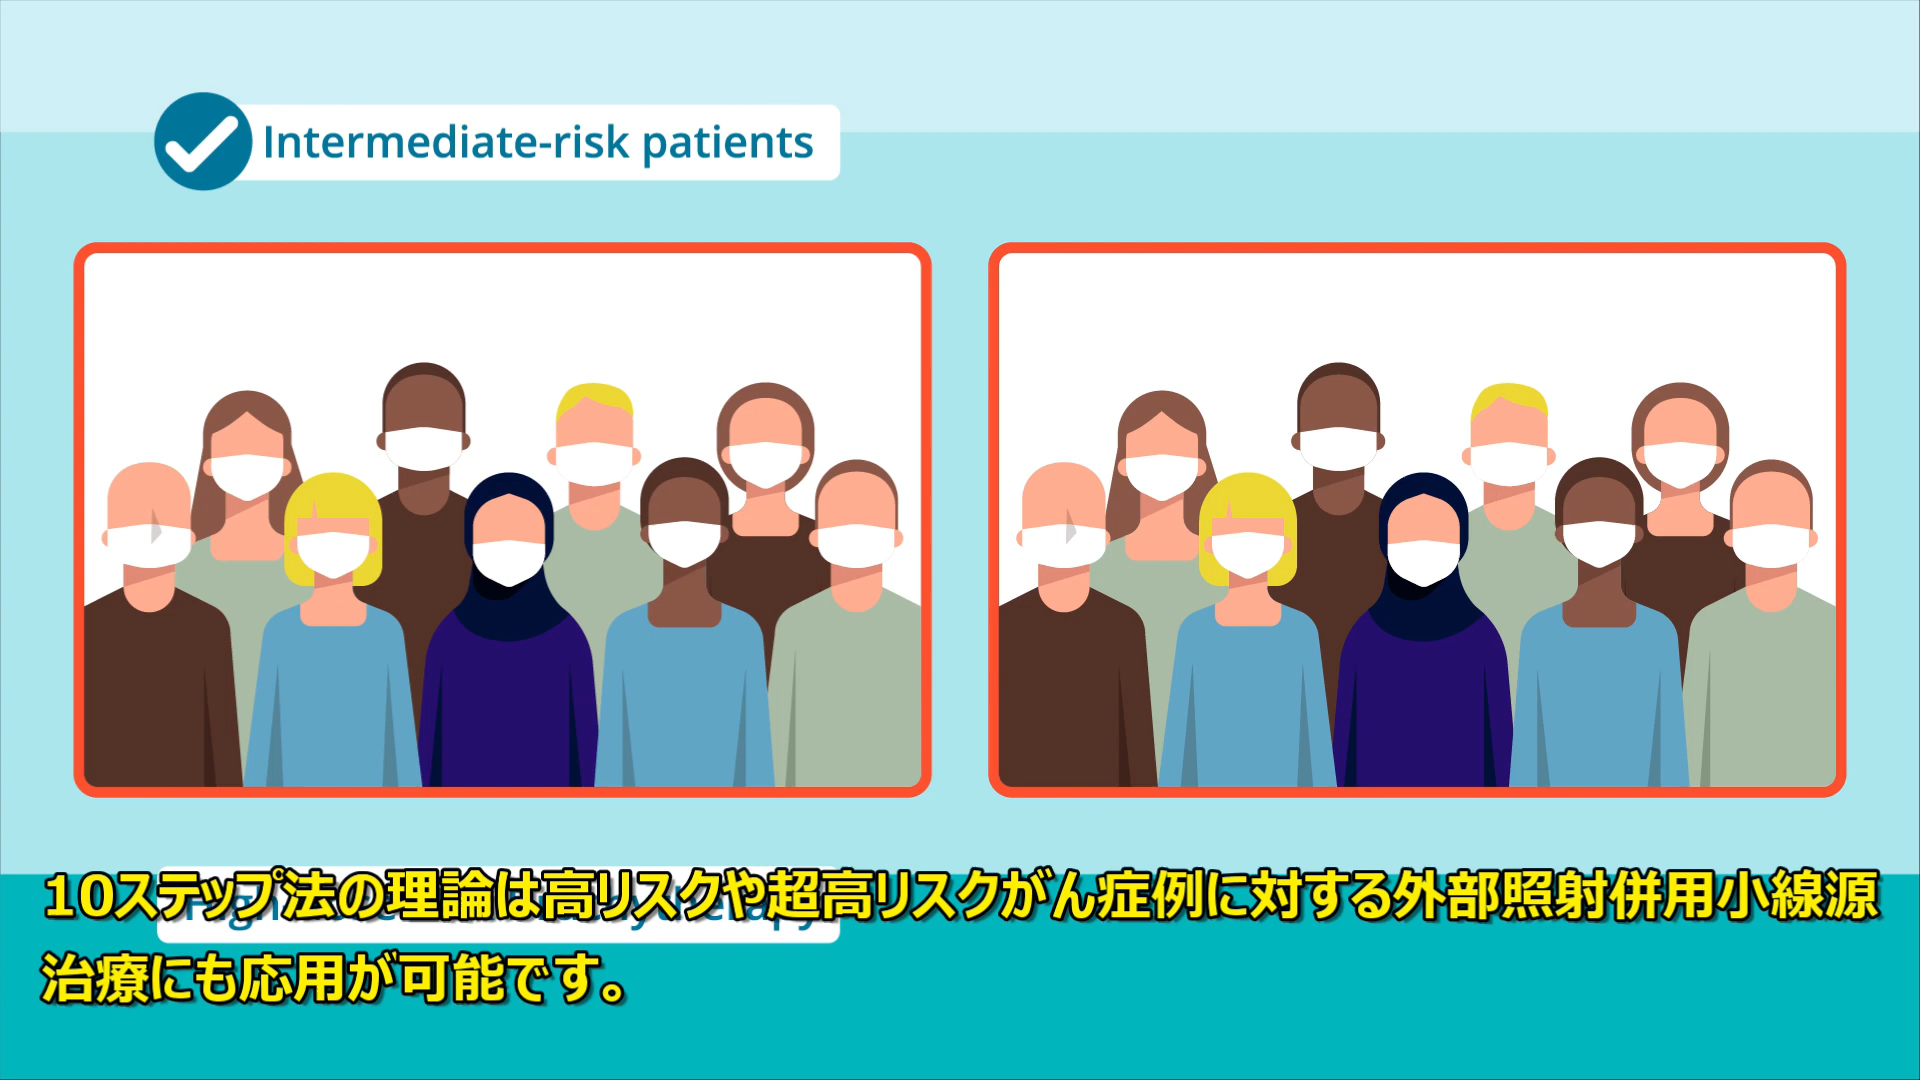 Intermediate-risk patients
10ステップ法の理論は高リスクや超高リスクがん症例に対する外部照射併用小線源
治療にも応用が可能です。